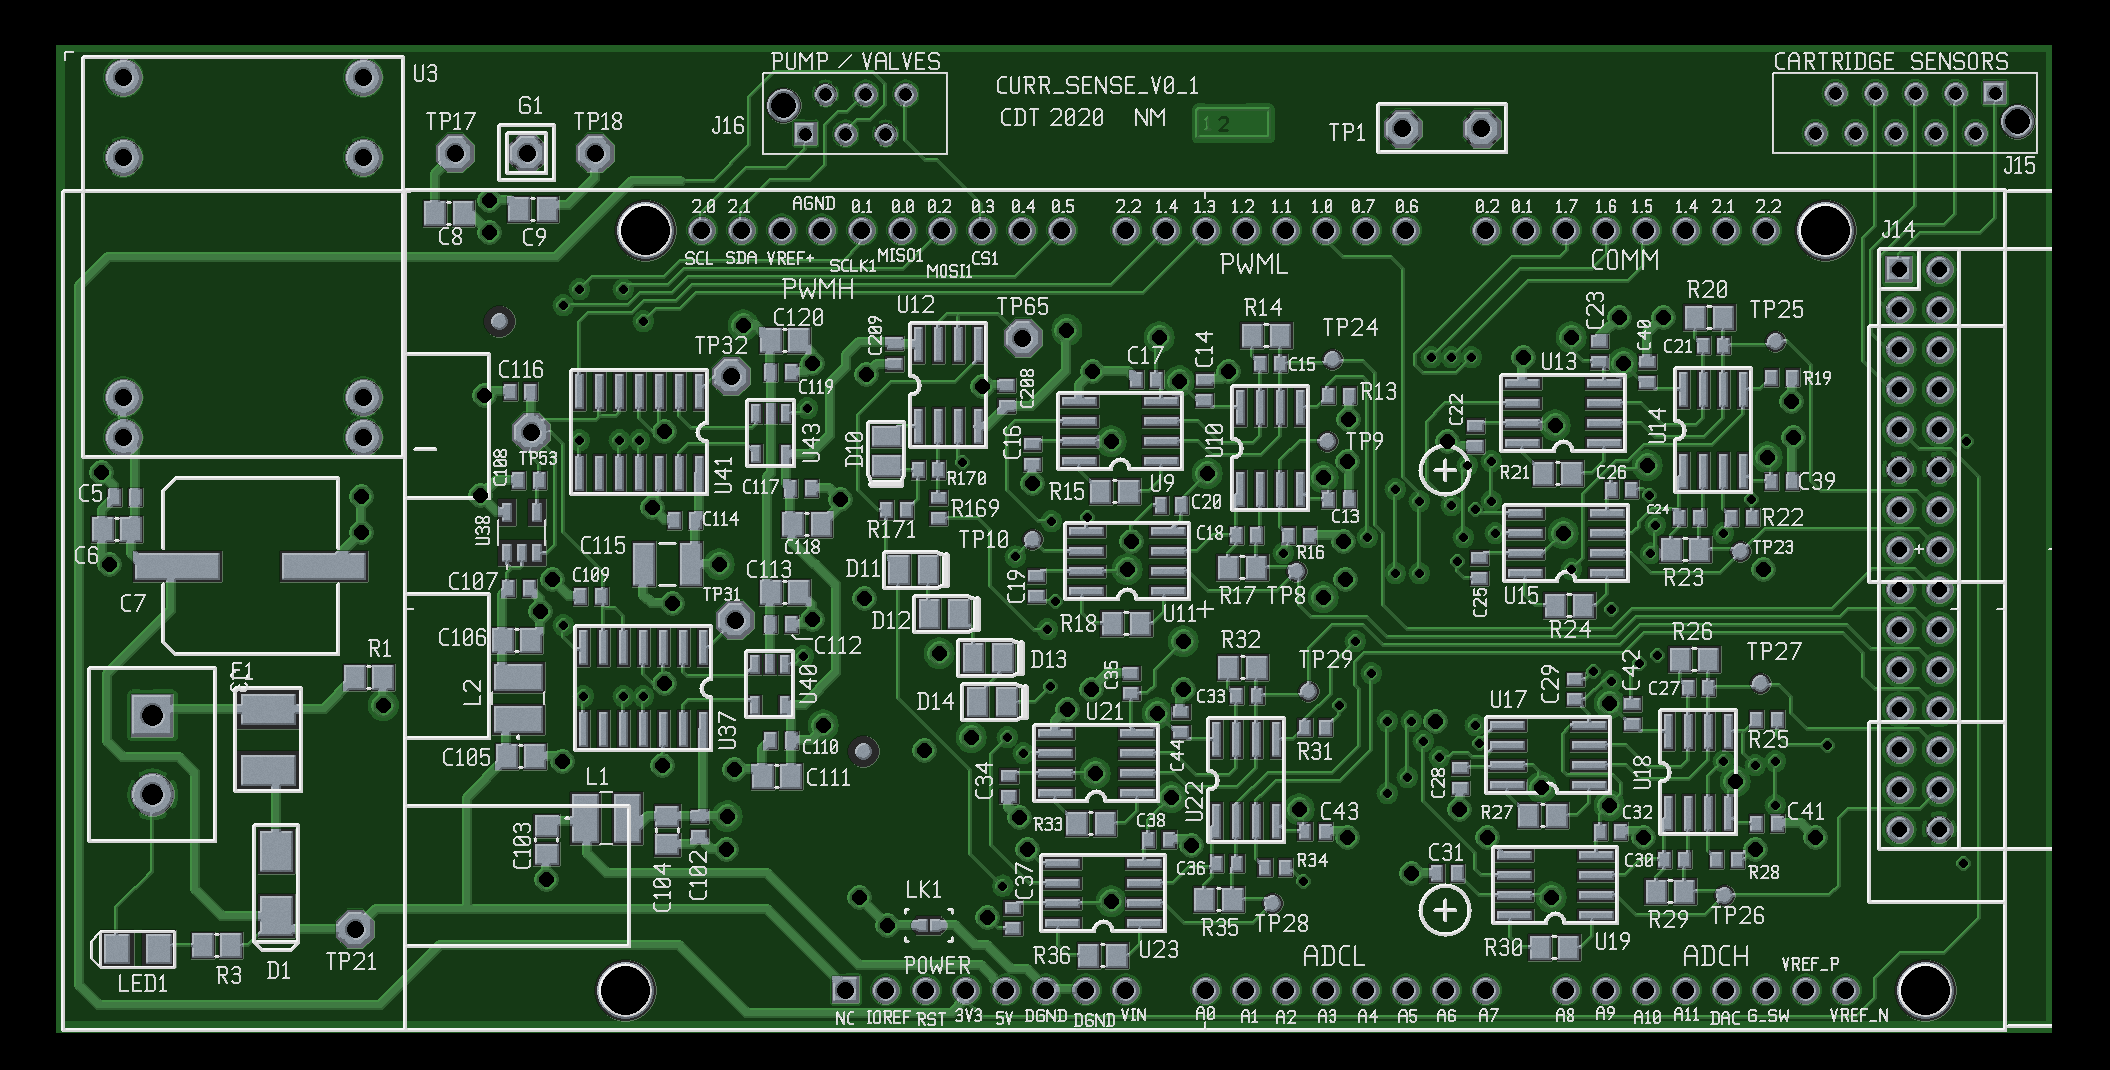 PUMP / VALVES
CARTRIDGE SENSORS
U3
CURR_SENSE_V0_1
G1
CDT 2020 NM
1 2
TP17
TP18
J16
TP1
J15
C8
C9
2.0 2.1 AGND 0.1 0.0 0.2 0.3 0.4 0.5 2.2 1.4 1.3 1.2 1.1 1.0 0.7 0.6 0.2 0.1 1.7 1.6 1.5 1.4 2.1 2.2
J14
SCL SDA VREF+ SCLK1 MISO1 MOSI1 CS1
PWML
COMM
PWMH
U12
TP65
R14
TP24
C23
R20
TP25
C120
C209
TP32
C40
C21
U13
C116
C119
C208
C17
C14
C15
R13
R19
C22
U14
TP53
U43
D10
C16
U10
TP9
C108
U41
R170
R15
U9
R21
C26
C39
C5
C117
R169
C20
C13
C6
U38
C114
C118
R171
TP10
C18
R16
C24
R22
TP23
C115
D11
R23
C7
C107
C109
C113
TP31
C19
R17
TP8
C25
U15
D12
R18
U11
R24
C106
C112
R32
R26
R1
D13
TP29
TP27
F1
L2
U40
D14
C35
C33
C29
C42
C27
U37
U21
U17
C105
C110
C44
R31
R25
L1
C111
C34
U22
C28
U18
C103
R33
C38
C43
R27
C32
C41
C104
C102
C37
C36
R34
C31
C30
R28
LK1
R35
TP28
R29
TP26
LED1
R3
D1
TP21
POWER
R36
U23
ADCL
R30
U19
ADCH
VREF_P
NC IOREF RST 3V3 5V DGND DGND VIN A0 A1 A2 A3 A4 A5 A6 A7 A8 A9 A10 A11 DAC G_SW VREF_N